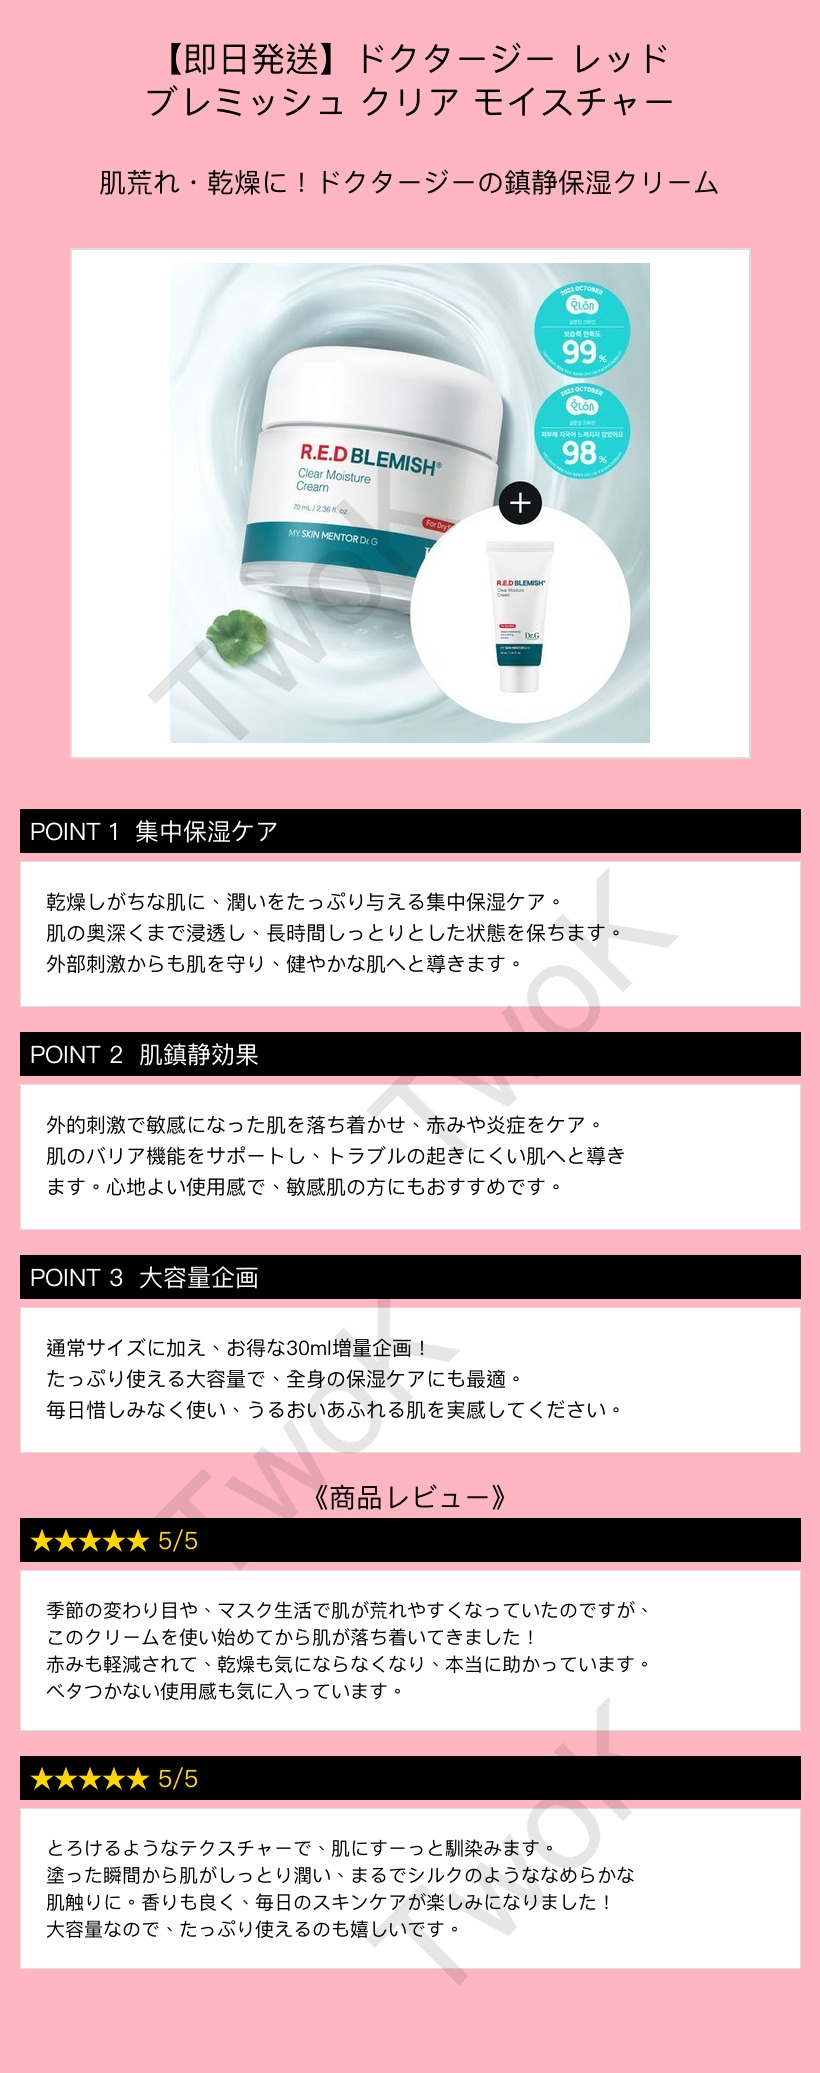 【即日発送】ドクタージー レッド
ブレミッシュ クリア モイスチャー
肌荒れ・乾燥に！ドクタージーの鎮静保湿クリーム
2022 OCTOBER
보습력 만족도
99%
2022 OCTOBER
피부에 자극이 느껴지지 않았어요
98%
R.E.D BLEMISH®
Clear Moisture
Cream
70 mL / 2.36 fl. oz.
For Dry
MY SKIN MENTOR Dr.G
+
R.E.D BLEMISH®
Clear Moisture
Cream
Dr.G
MY SKIN MENTOR
TwoK
POINT 1 集中保湿ケア
乾燥しがちな肌に、潤いをたっぷり与える集中保湿ケア。
肌の奥深くまで浸透し、長時間しっとりとした状態を保ちます。
外部刺激からも肌を守り、健やかな肌へと導きます。
TwoK
POINT 2 肌鎮静効果
外的刺激で敏感になった肌を落ち着かせ、赤みや炎症をケア。
肌のバリア機能をサポートし、トラブルの起きにくい肌へと導き
ます。心地よい使用感で、敏感肌の方にもおすすめです。
POINT 3 大容量企画
通常サイズに加え、お得な30ml増量企画！
たっぷり使える大容量で、全身の保湿ケアにも最適。
毎日惜しみなく使い、うるおいあふれる肌を実感してください。
TwoK
《商品レビュー》
★★★★★ 5/5
季節の変わり目や、マスク生活で肌が荒れやすくなっていたのですが、
このクリームを使い始めてから肌が落ち着いてきました！
赤みも軽減されて、乾燥も気にならなくなり、本当に助かっています。
ベタつかない使用感も気に入っています。
★★★★★ 5/5
とろけるようなテクスチャーで、肌にすーっと馴染みます。
塗った瞬間から肌がしっとり潤い、まるでシルクのようななめらかな
肌触りに。香りも良く、毎日のスキンケアが楽しみになりました！
大容量なので、たっぷり使えるのも嬉しいです。
TwoK